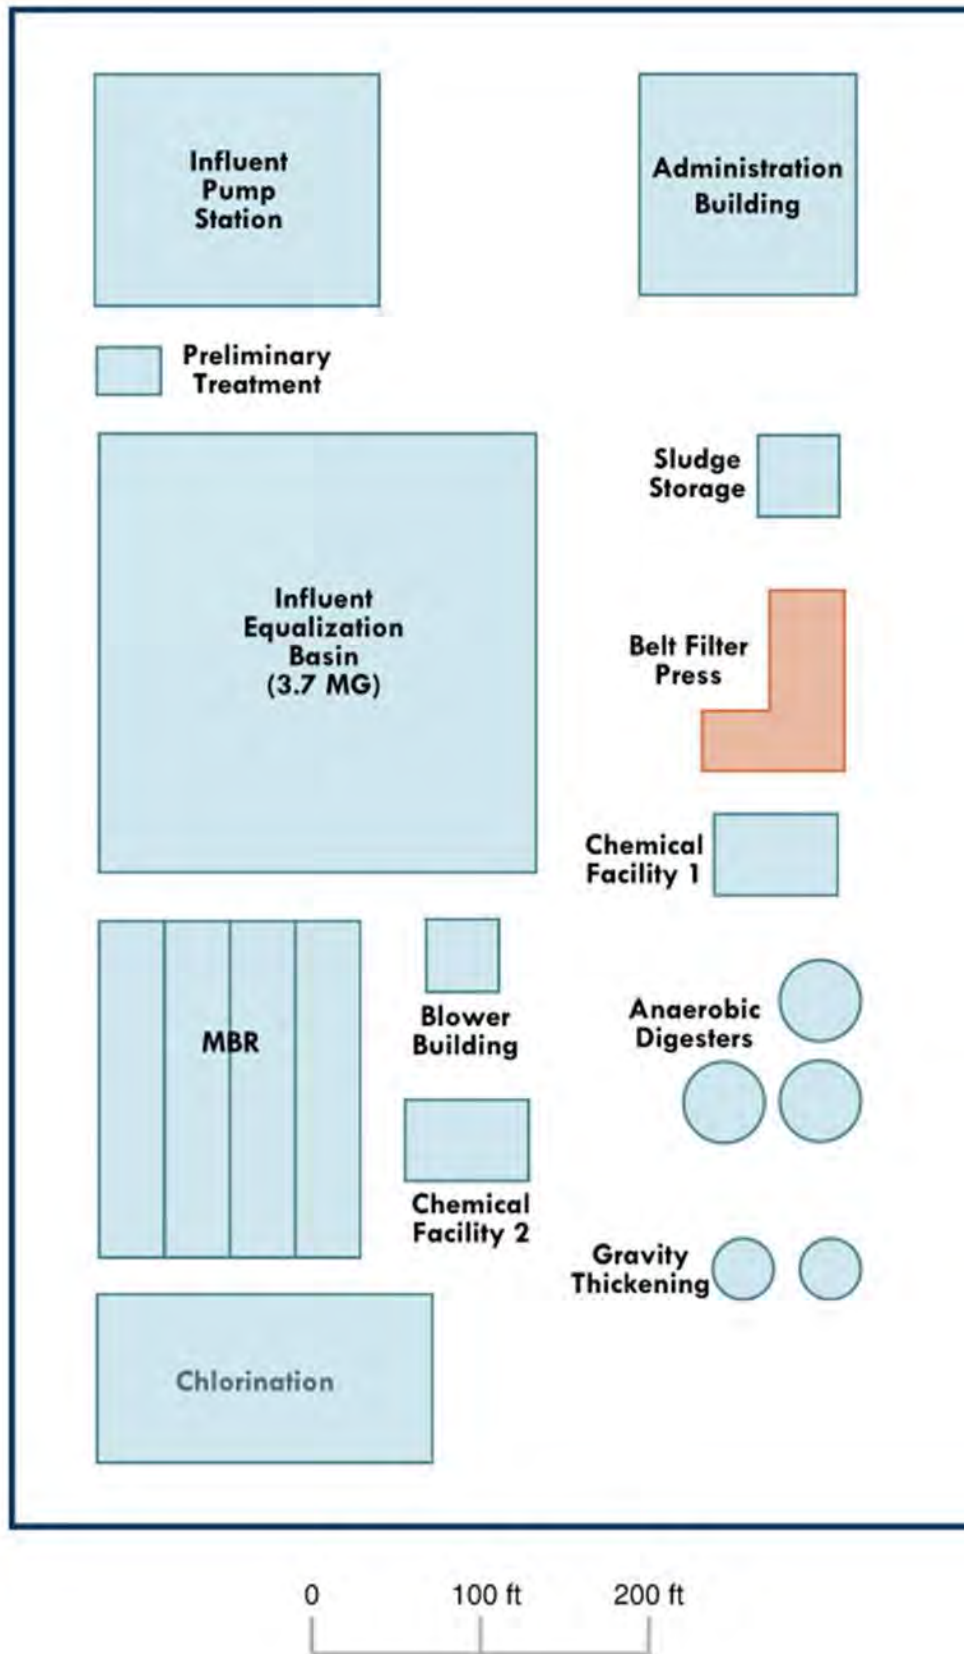 Influent
Pump
Station
Administration
Building
Preliminary
Treatment
Sludge
Storage
Influent
Equalization
Basin
(3.7 MG)
Belt Filter
Press
Chemical
Facility 1
MBR
Blower
Building
Anaerobic
Digesters
Chemical
Facility 2
Gravity
Thickening
Chlorination
0 100 ft 200 ft